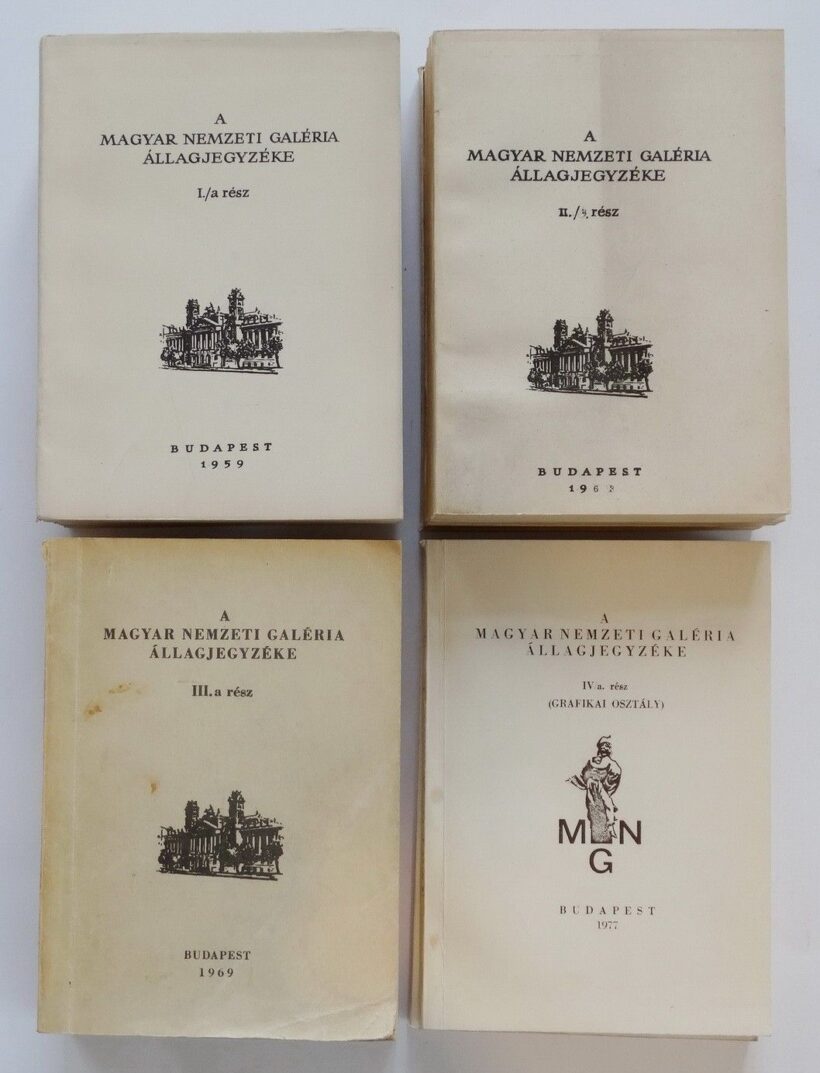 A
MAGYAR NEMZETI GALÉRIA
ÁLLAGJEGYZÉKE
I./a rész
BUDAPEST
1959
A
MAGYAR NEMZETI GALÉRIA
ÁLLAGJEGYZÉKE
II./ rész
BUDAPEST
A
MAGYAR NEMZETI GALÉRIA
ÁLLAGJEGYZÉKE
III. a rész
BUDAPEST
1969
A
MAGYAR NEMZETI GALÉRIA
ÁLLAGJEGYZÉKE
IV a. rész
(GRAFIKAI OSZTÁLY)
M N
G
BUDAPEST
1977